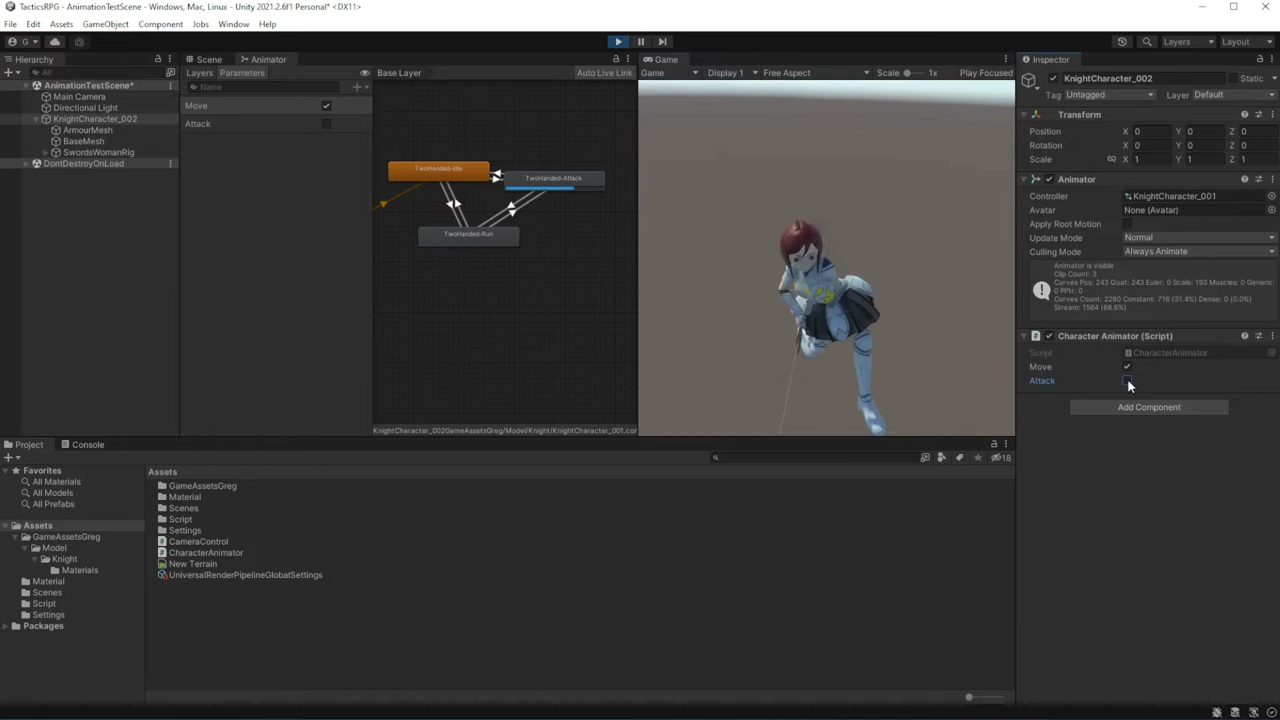 TacticsRPG - AnimationTestScene - Windows, Mac, Linux - Unity 2021.2.6f1 Personal* <DX11>
File Edit Assets GameObject Component Jobs Window Help
G
Layers Layout
Hierarchy
All
AnimationTestScene*
Main Camera
Directional Light
KnightCharacter_002
ArmourMesh
BaseMesh
SwordsWomanRig
DontDestroyOnLoad
Scene Animator
Layers Parameters
Base Layer Auto Live Link
Name
Move
Attack
TwoHanded-Idle
TwoHanded-Attack
TwoHanded-Run
KnightCharacter_002GameAssetsGreg/Model/Knight/KnightCharacter_001.con
Game
Game Display 1 Free Aspect Scale 1x Play Focused
Inspector
KnightCharacter_002 Static
Tag Untagged Layer Default
Transform
Position X 0 Y 0 Z 0
Rotation X 0 Y 0 Z 0
Scale X 1 Y 1 Z 1
Animator
Controller KnightCharacter_001
Avatar None (Avatar)
Apply Root Motion
Update Mode Normal
Culling Mode Always Animate
Animator is visible
Clip Count: 3
Curves Pos: 243 Quat: 243 Euler: 0 Scale: 193 Muscles: 0 Generic:
0 PPtr: 0
Curves Count: 2280 Constant: 716 (31.4%) Dense: 0 (0.0%)
Stream: 1564 (68.6%)
Character Animator (Script)
Script CharacterAnimator
Move
Attack
Add Component
Project Console
18
Favorites
All Materials
All Models
All Prefabs
Assets
GameAssetsGreg
Model
Knight
Materials
Material
Scenes
Script
Settings
Packages
Assets
GameAssetsGreg
Material
Scenes
Script
Settings
CameraControl
CharacterAnimator
New Terrain
UniversalRenderPipelineGlobalSettings